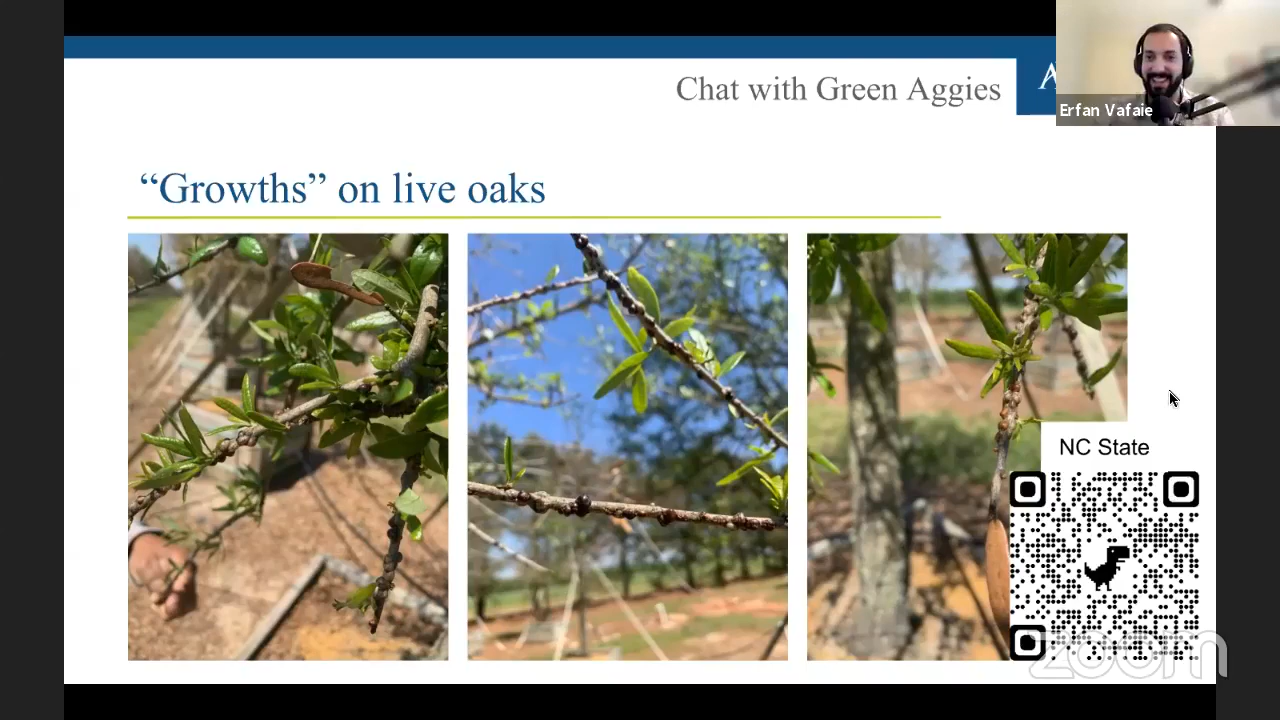 Chat with Green Aggies
A
Erfan Vafaie
“Growths” on live oaks
NC State
zoom